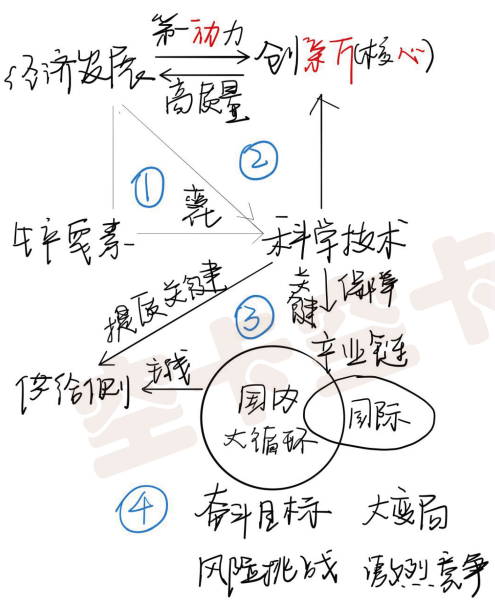 第一动力
经济发展 创新(核心)
高质量
① ②
变化
生产要素 科学技术
提质关键 关键 保障
③
产业链
供给侧 主线 国内大循环 国际
④ 奋斗目标 大变局
风险挑战 激烈竞争